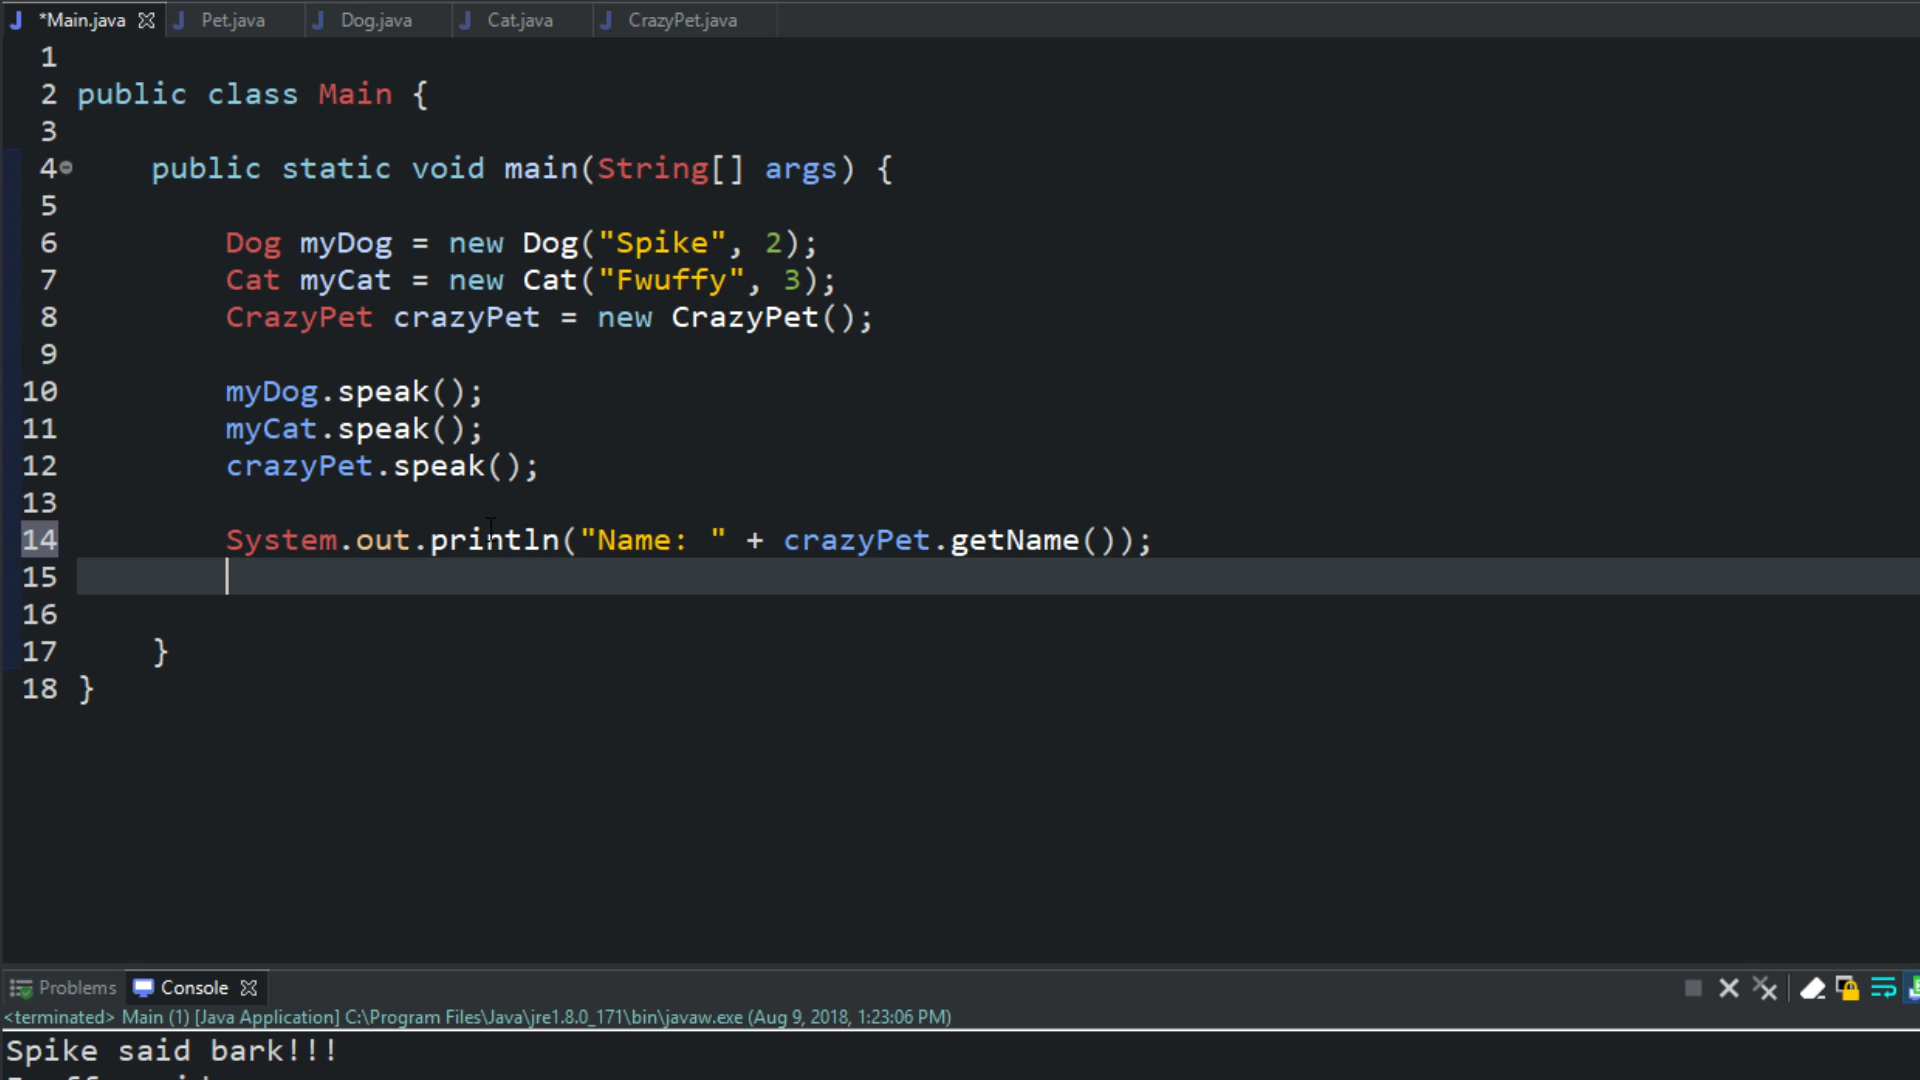 *Main.java Pet.java Dog.java Cat.java CrazyPet.java
1
2 public class Main {
3
4 public static void main(String[] args) {
5
6 Dog myDog = new Dog("Spike", 2);
7 Cat myCat = new Cat("Fwuffy", 3);
8 CrazyPet crazyPet = new CrazyPet();
9
10 myDog.speak();
11 myCat.speak();
12 crazyPet.speak();
13
14 System.out.println("Name: " + crazyPet.getName());
15
16
17 }
18 }
Problems Console
<terminated> Main (1) [Java Application] C:\Program Files\Java\jre1.8.0_171\bin\javaw.exe (Aug 9, 2018, 1:23:06 PM)
Spike said bark!!!